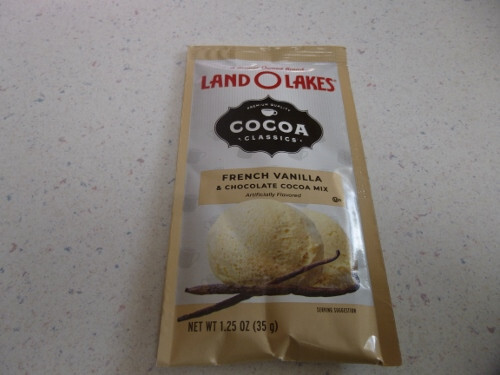 LAND O LAKES
PREMIUM QUALITY
COCOA
CLASSICS
FRENCH VANILLA
& CHOCOLATE COCOA MIX
Artificially Flavored
SERVING SUGGESTION
NET WT 1.25 OZ (35 g)